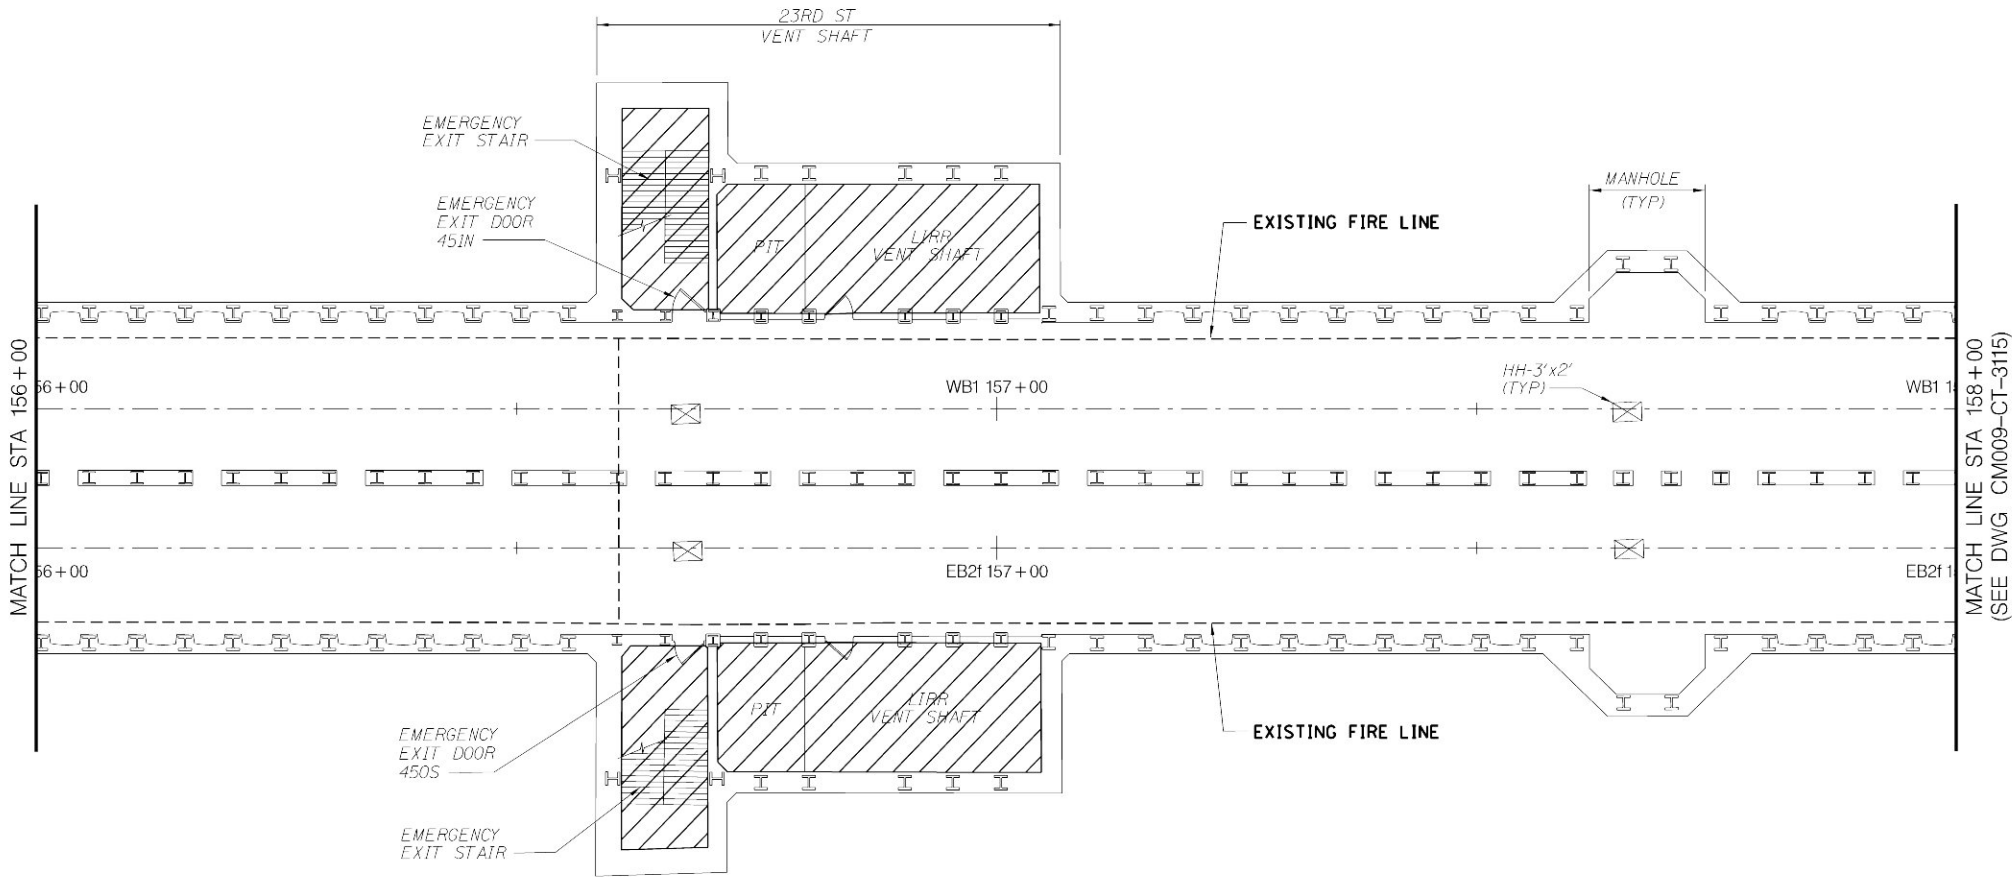 23RD ST
VENT SHAFT
EMERGENCY
EXIT STAIR
EMERGENCY
EXIT DOOR
451N
PIT
LIRR
VENT SHAFT
EXISTING FIRE LINE
MANHOLE
(TYP)
MATCH LINE STA 156+00
56+00
WB1 157+00
HH-3'x2'
(TYP)
WB1 1
56+00
EB2f 157+00
EB2f 1
MATCH LINE STA 158+00
(SEE DWG CM009-CT-3115)
PIT
LIRR
VENT SHAFT
EXISTING FIRE LINE
EMERGENCY
EXIT DOOR
450S
EMERGENCY
EXIT STAIR